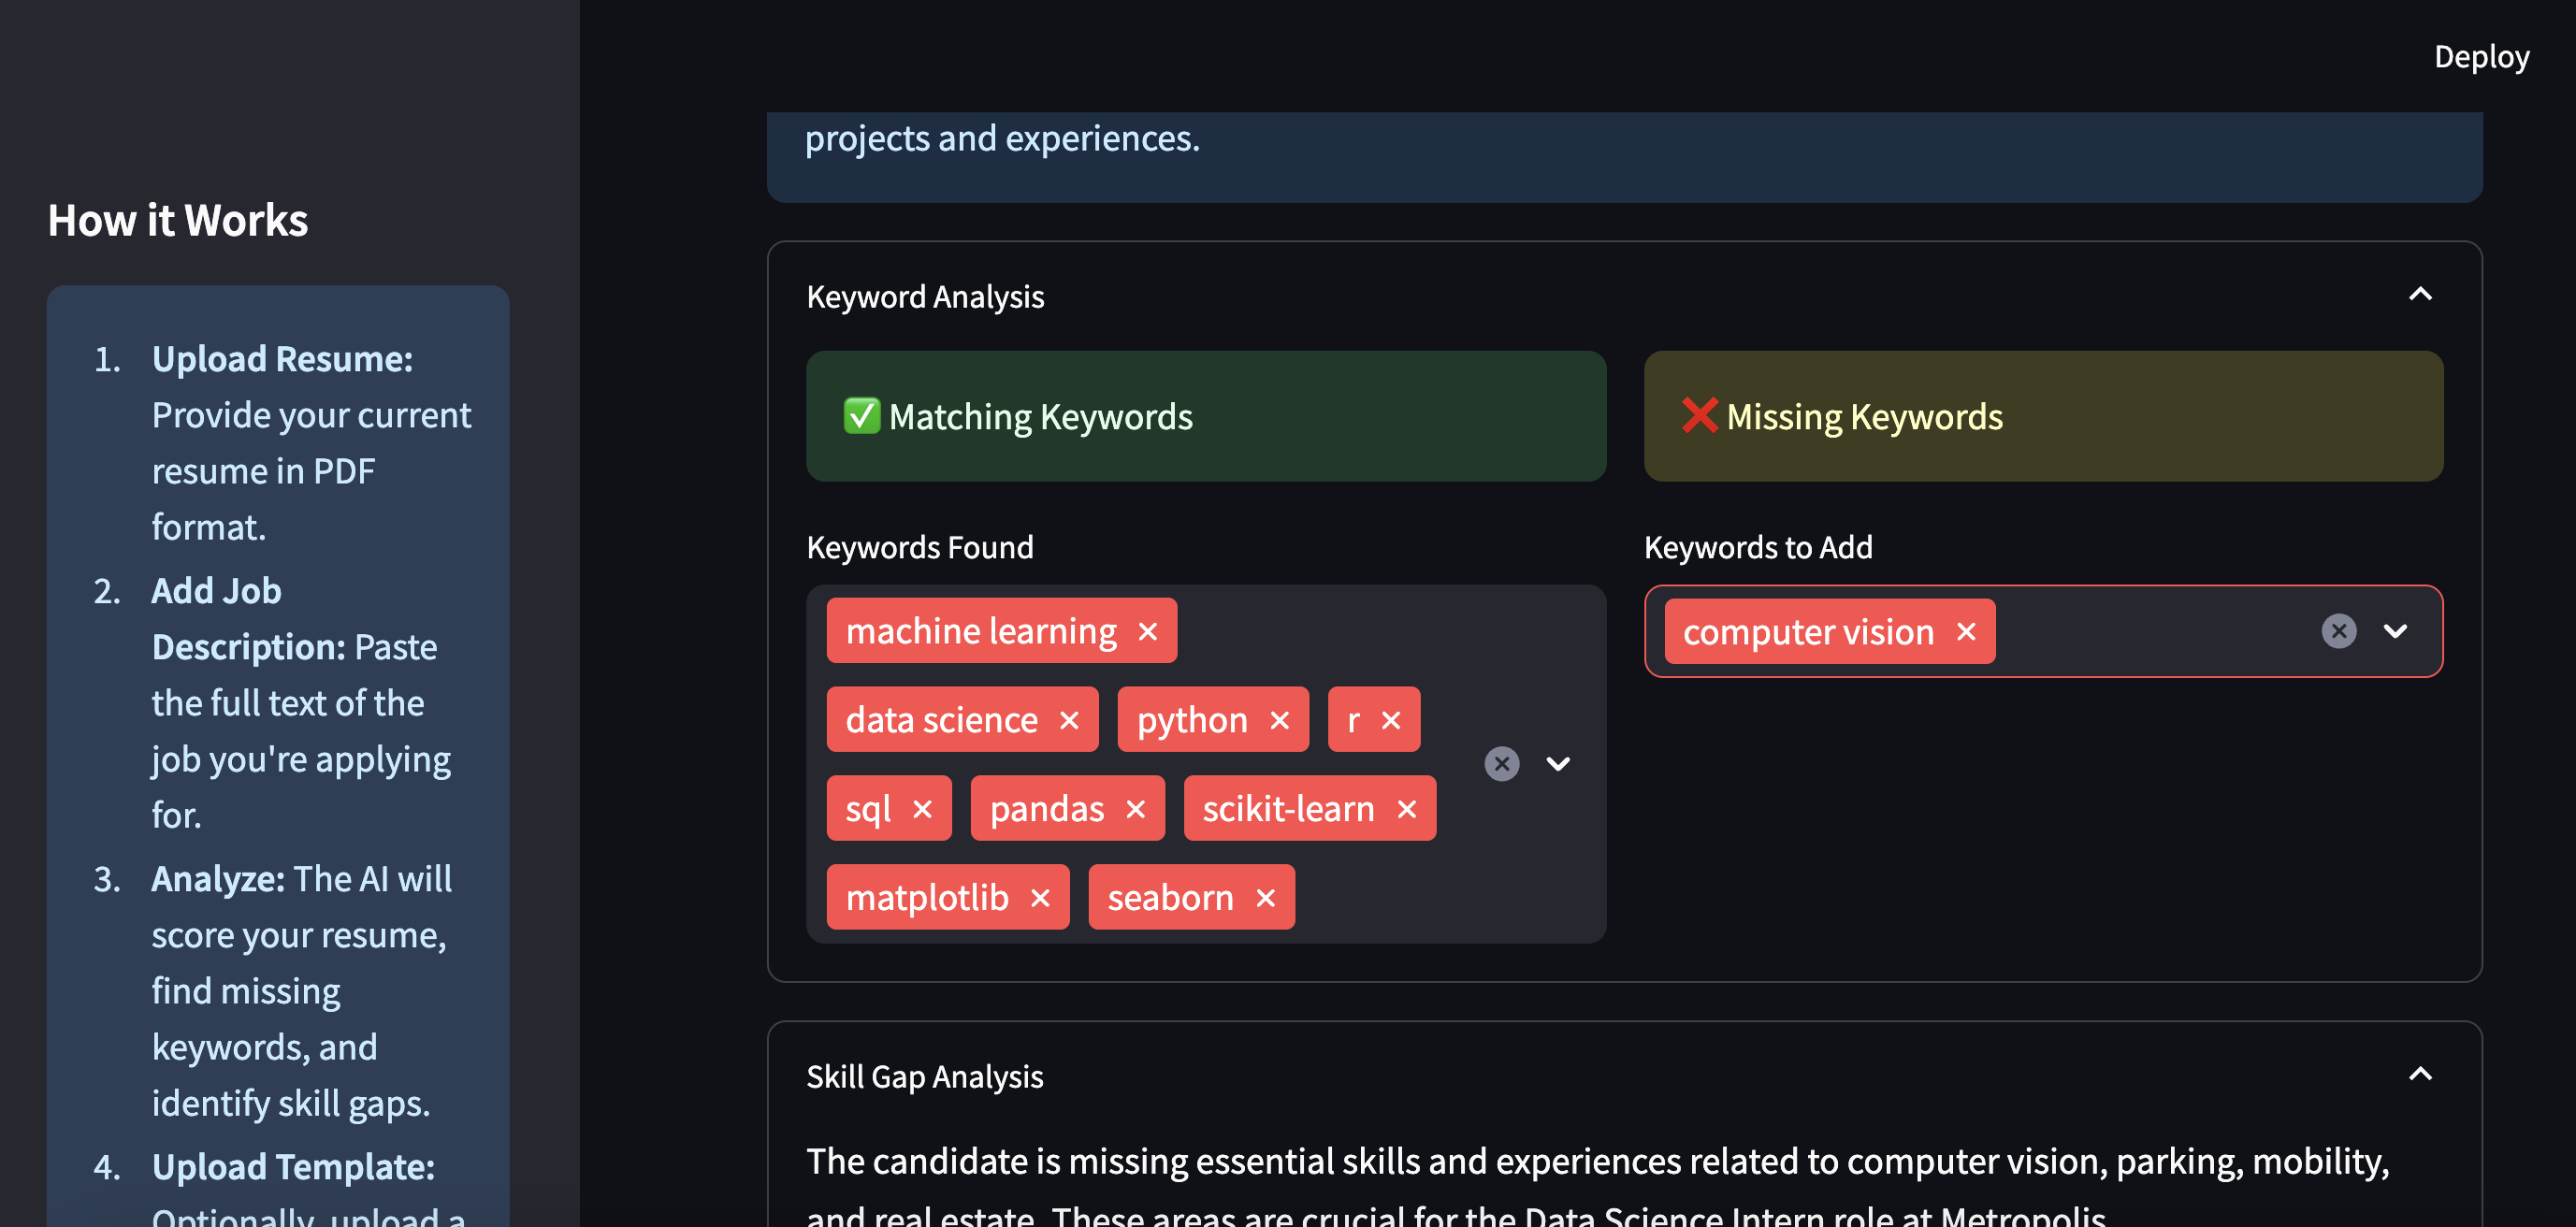 Deploy
How it Works
1. Upload Resume:
Provide your current
resume in PDF
format.
2. Add Job
Description: Paste
the full text of the
job you're applying
for.
3. Analyze: The AI will
score your resume,
find missing
keywords, and
identify skill gaps.
4. Upload Template:
Optionally, upload a
projects and experiences.
Keyword Analysis
✅ Matching Keywords
❌ Missing Keywords
Keywords Found
machine learning ×
data science × python × r ×
sql × pandas × scikit-learn ×
matplotlib × seaborn ×
Keywords to Add
computer vision ×
Skill Gap Analysis
The candidate is missing essential skills and experiences related to computer vision, parking, mobility,
and real estate. These areas are crucial for the Data Science Intern role at Metropolis.